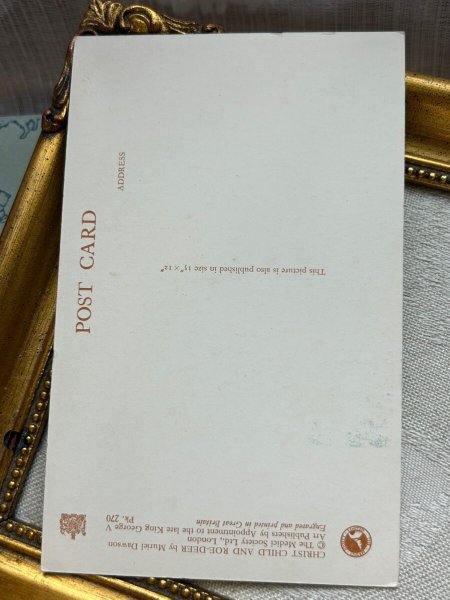 POST CARD
ADDRESS
This picture is also published in size 15" × 12"
CHRIST CHILD AND ROE-DEER by Muriel Dawson
© The Medici Society Ltd., London
Art Publishers by Appointment to the late King George V
Engraved and printed in Great Britain
Pk. 270